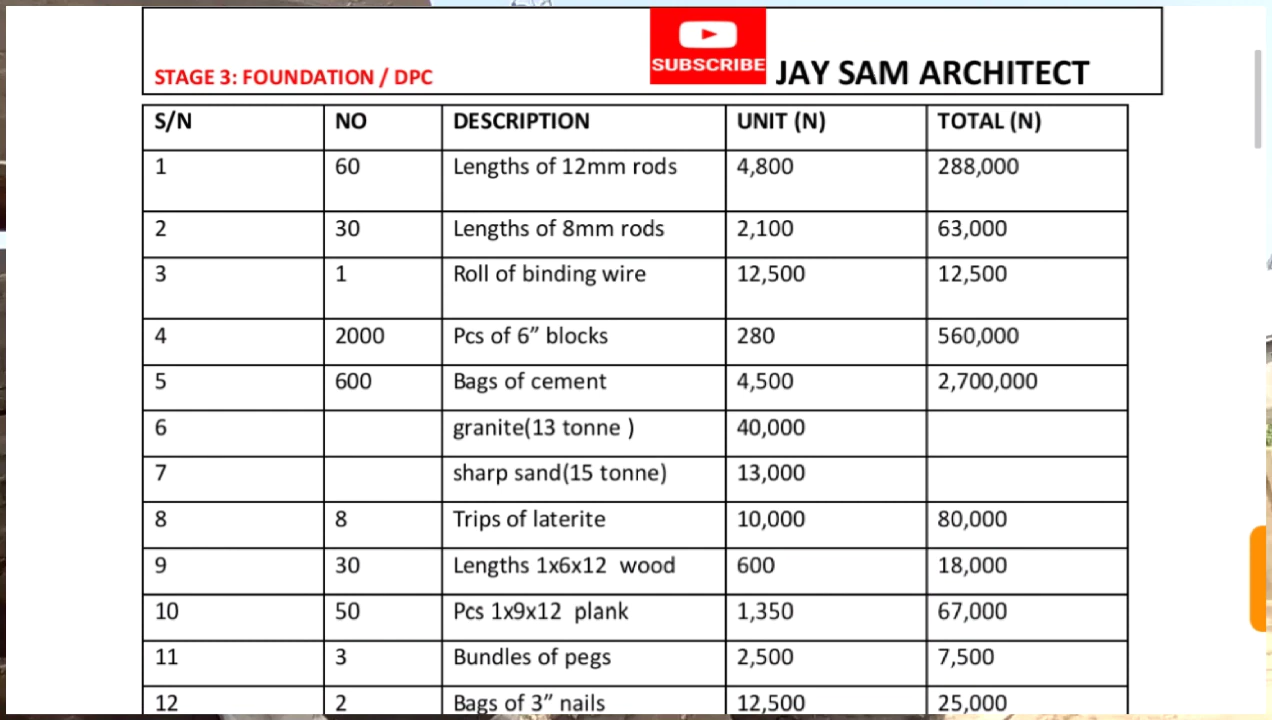 SUBSCRIBE
STAGE 3: FOUNDATION / DPC JAY SAM ARCHITECT
S/N NO DESCRIPTION UNIT (N) TOTAL (N)
1 60 Lengths of 12mm rods 4,800 288,000
2 30 Lengths of 8mm rods 2,100 63,000
3 1 Roll of binding wire 12,500 12,500
4 2000 Pcs of 6” blocks 280 560,000
5 600 Bags of cement 4,500 2,700,000
6 granite(13 tonne ) 40,000
7 sharp sand(15 tonne) 13,000
8 8 Trips of laterite 10,000 80,000
9 30 Lengths 1x6x12 wood 600 18,000
10 50 Pcs 1x9x12 plank 1,350 67,000
11 3 Bundles of pegs 2,500 7,500
12 2 Bags of 3” nails 12,500 25,000